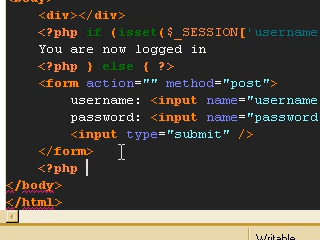 <body>
<div></div>
<?php if (isset($_SESSION['username
You are now logged in
<?php } else { ?>
<form action="" method="post">
username: <input name="username
password: <input name="password
<input type="submit" />
</form>
<?php
</body>
</html>
Writable